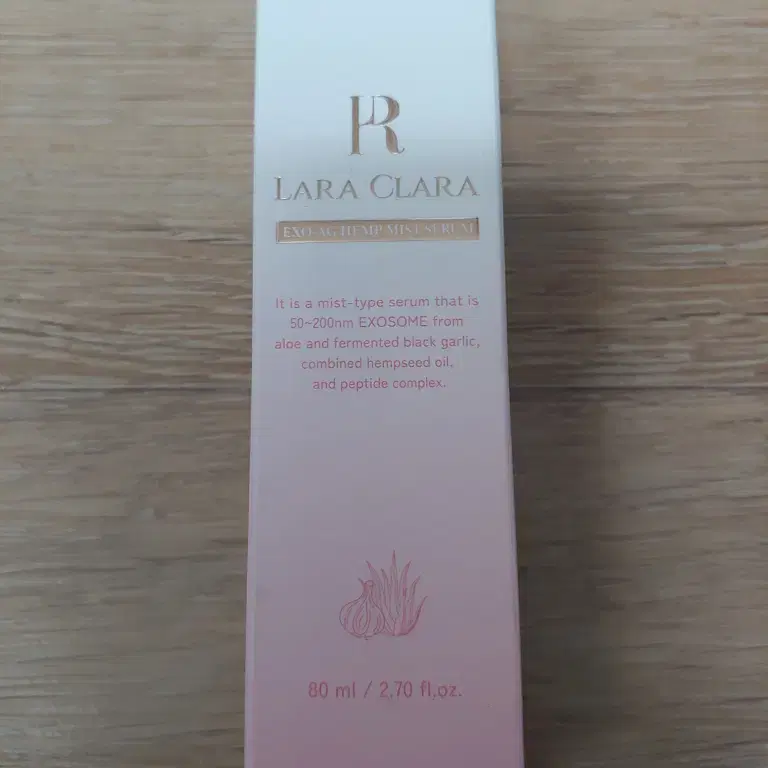 LARA CLARA
EXO-AG HEMP MIST SERUM
It is a mist-type serum that is
50~200nm EXOSOME from
aloe and fermented black garlic,
combined hempseed oil,
and peptide complex.
80 ml / 2.70 fl.oz.